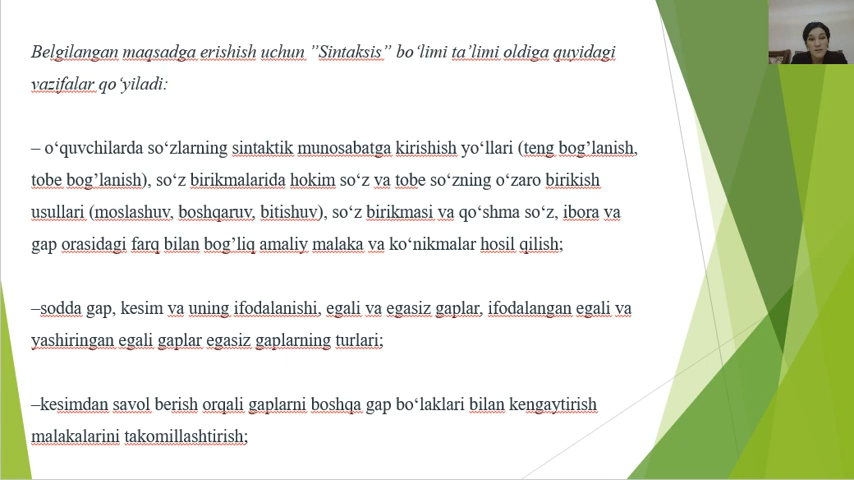 Belgilangan maqsadga erishish uchun ”Sintaksis” bo‘limi ta’limi oldiga quyidagi
vazifalar qo‘yiladi:
– o‘quvchilarda so‘zlarning sintaktik munosabatga kirishish yo‘llari (teng bog’lanish,
tobe bog’lanish), so‘z birikmalarida hokim so‘z va tobe so‘zning o‘zaro birikish
usullari (moslashuv, boshqaruv, bitishuv), so‘z birikmasi va qo‘shma so‘z, ibora va
gap orasidagi farq bilan bog’liq amaliy malaka va ko‘nikmalar hosil qilish;
–sodda gap, kesim va uning ifodalanishi, egali va egasiz gaplar, ifodalangan egali va
yashiringan egali gaplar egasiz gaplarning turlari;
–kesimdan savol berish orqali gaplarni boshqa gap bo‘laklari bilan kengaytirish
malakalarini takomillashtirish;